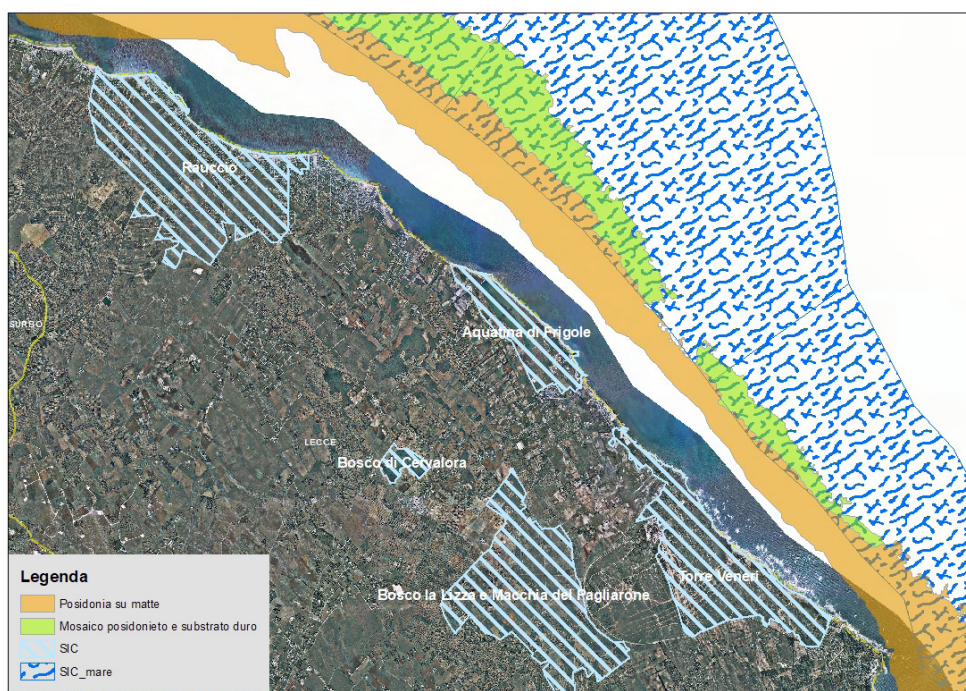 Rauccio
Aquatina di Frigole
SURBO
LECCE
Bosco di Cervalora
Torre Veneri
Bosco la Lizza e Macchia del Pagliarone
Legenda
Posidonia su matte
Mosaico posidonieto e substrato duro
SIC
SIC_mare